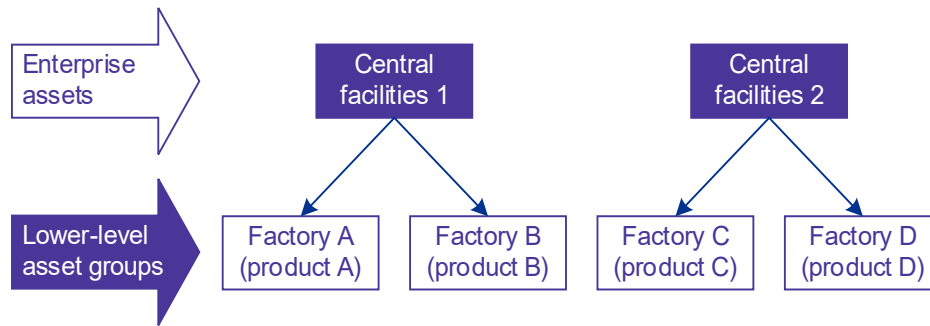 Enterprise
assets
Central
facilities 1
Central
facilities 2
Lower-level
asset groups
Factory A
(product A)
Factory B
(product B)
Factory C
(product C)
Factory D
(product D)